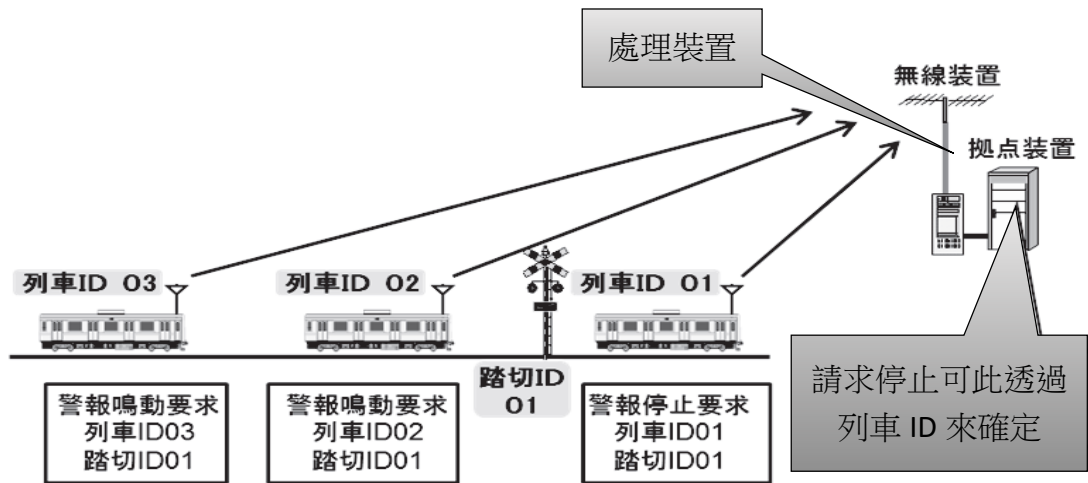 處理裝置
無線装置
拠点装置
列車ID 03
列車ID 02
列車ID 01
踏切ID
01
警報鳴動要求
列車ID03
踏切ID01
警報鳴動要求
列車ID02
踏切ID01
警報停止要求
列車ID01
踏切ID01
請求停止可此透過
列車 ID 來確定